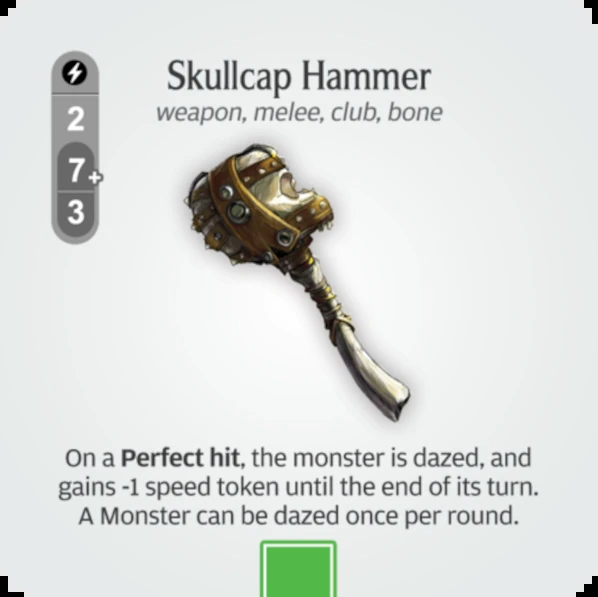 Skullcap Hammer
weapon, melee, club, bone
2
7+
3
On a Perfect hit, the monster is dazed, and
gains -1 speed token until the end of its turn.
A Monster can be dazed once per round.